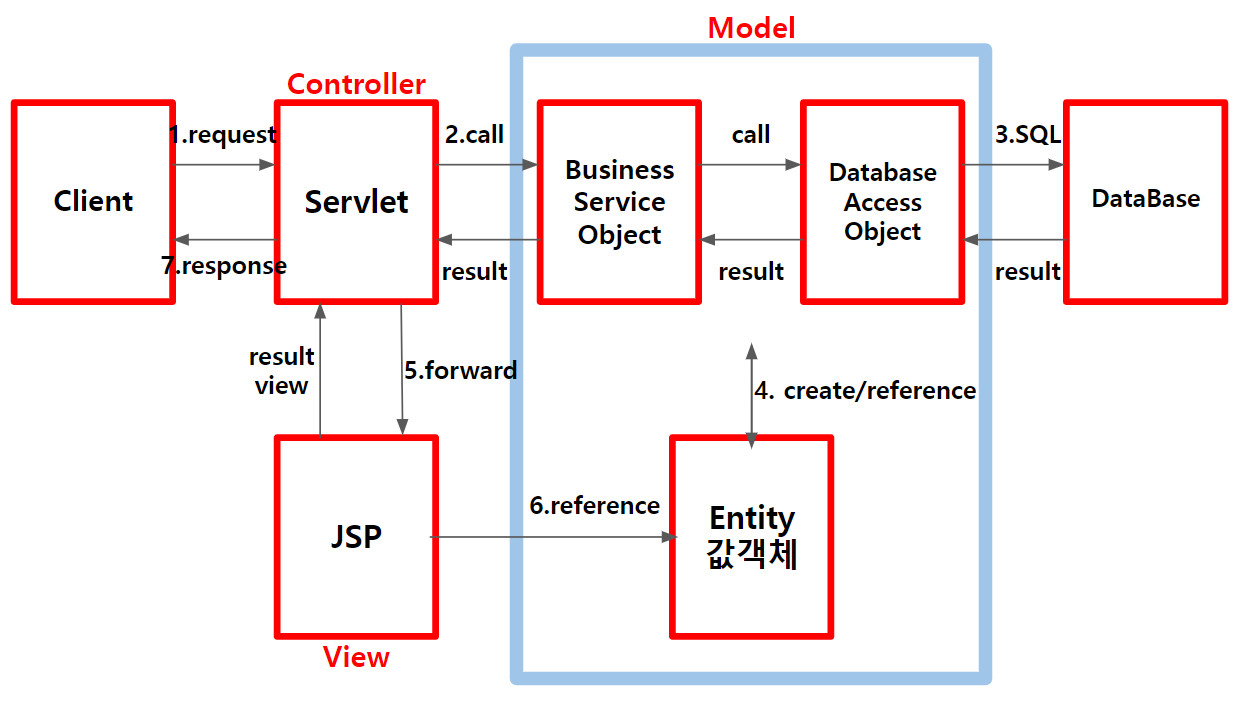 Model
Controller
1.request
2.call
call
3.SQL
Client
Servlet
Business
Service
Object
Database
Access
Object
DataBase
7.response
result
result
result
result
view
5.forward
4. create/reference
6.reference
JSP
Entity
값객체
View